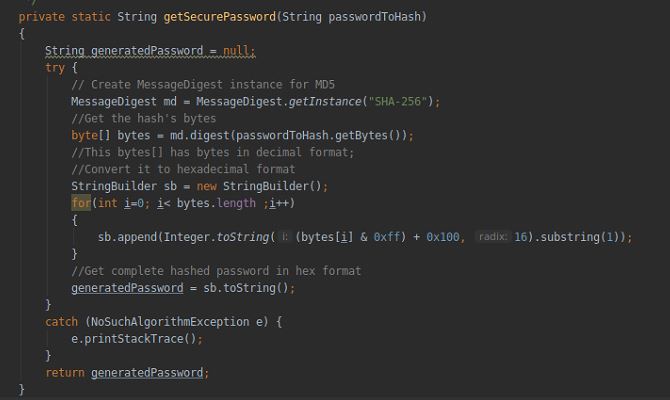 */
private static String getSecurePassword(String passwordToHash)
{
    String generatedPassword = null;
    try {
        // Create MessageDigest instance for MD5
        MessageDigest md = MessageDigest.getInstance("SHA-256");
        //Get the hash's bytes
        byte[] bytes = md.digest(passwordToHash.getBytes());
        //This bytes[] has bytes in decimal format;
        //Convert it to hexadecimal format
        StringBuilder sb = new StringBuilder();
        for(int i=0; i< bytes.length ;i++)
        {
            sb.append(Integer.toString( i: (bytes[i] & 0xff) + 0x100, radix: 16).substring(1));
        }
        //Get complete hashed password in hex format
        generatedPassword = sb.toString();
    }
    catch (NoSuchAlgorithmException e) {
        e.printStackTrace();
    }
    return generatedPassword;
}